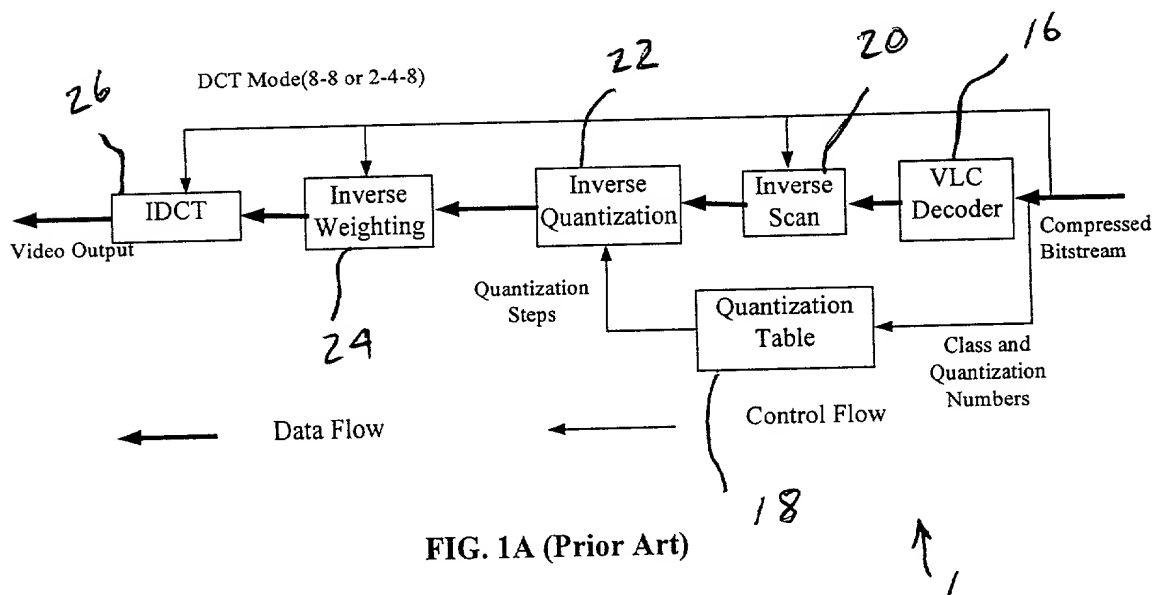 16
20
22
DCT Mode(8-8 or 2-4-8)
26
IDCT
Inverse
Weighting
Inverse
Quantization
Inverse
Scan
VLC
Decoder
Video Output
Compressed
Bitstream
Quantization
Steps
Quantization
Table
24
Class and
Quantization
Numbers
Data Flow
Control Flow
18
FIG. 1A (Prior Art)
1